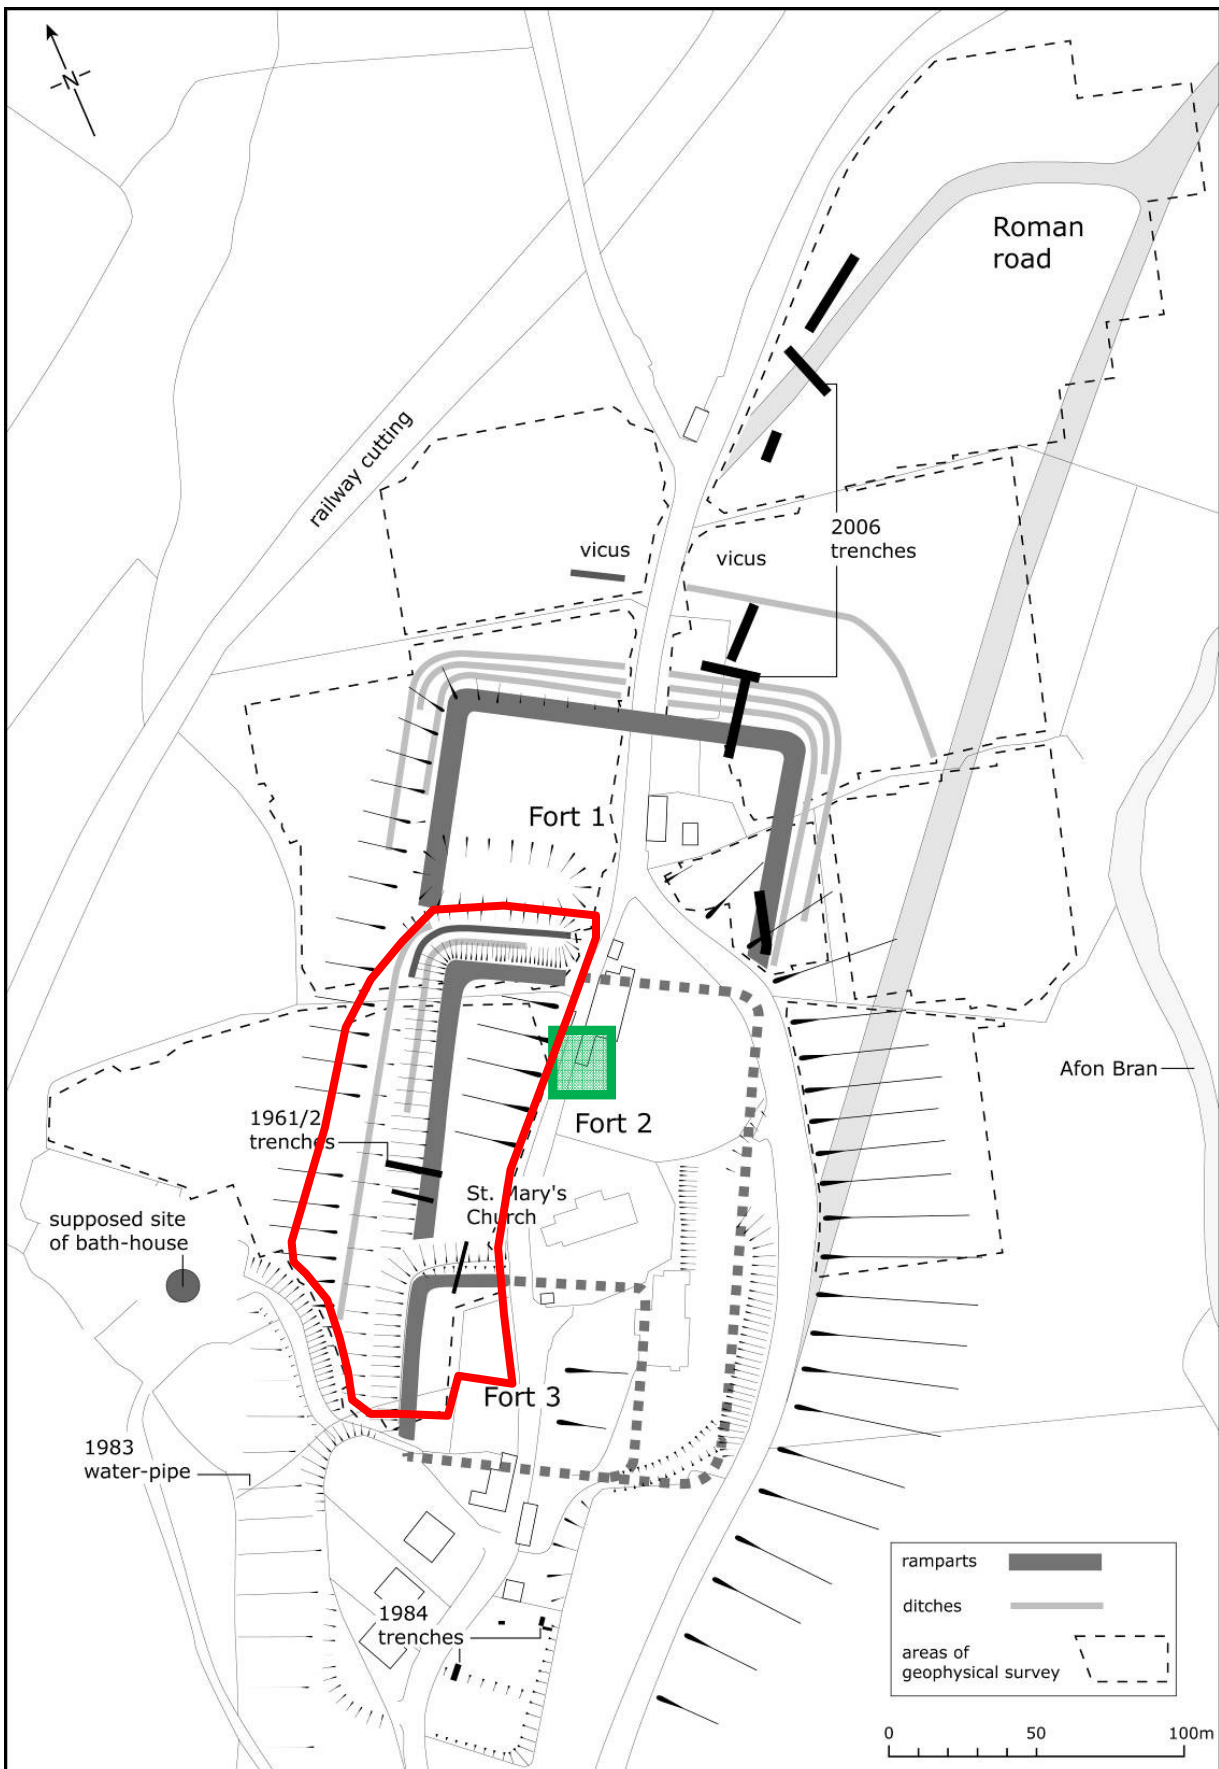 N
Roman
road
railway cutting
2006
trenches
vicus
vicus
Fort 1
Afon Bran
Fort 2
1961/2
trenches
St. Mary's
Church
supposed site
of bath-house
Fort 3
1983
water-pipe
1984
trenches
ramparts
ditches
areas of
geophysical survey
0 50 100m